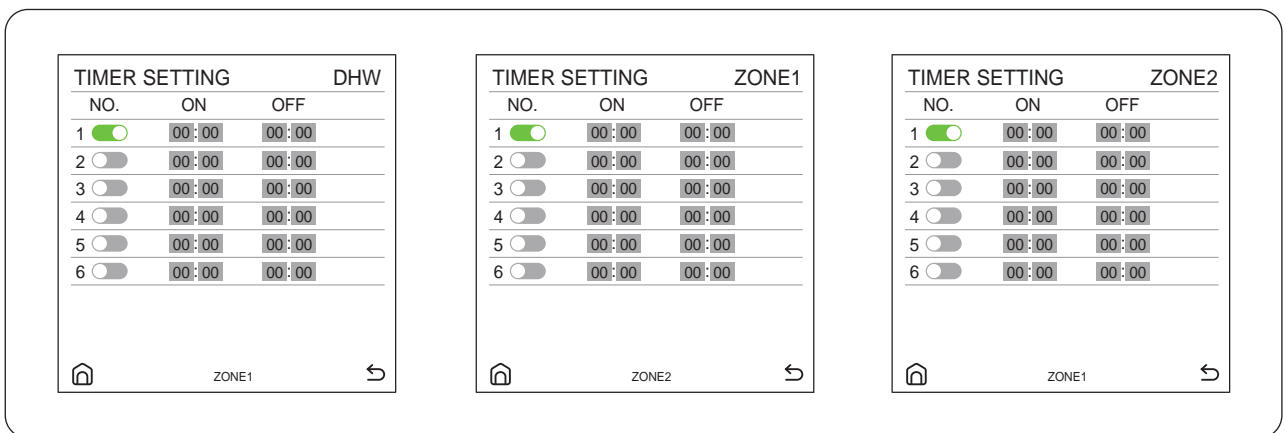 TIMER SETTING DHW
NO. ON OFF
1 00:00 00:00
2 00:00 00:00
3 00:00 00:00
4 00:00 00:00
5 00:00 00:00
6 00:00 00:00
ZONE1
TIMER SETTING ZONE1
NO. ON OFF
1 00:00 00:00
2 00:00 00:00
3 00:00 00:00
4 00:00 00:00
5 00:00 00:00
6 00:00 00:00
ZONE2
TIMER SETTING ZONE2
NO. ON OFF
1 00:00 00:00
2 00:00 00:00
3 00:00 00:00
4 00:00 00:00
5 00:00 00:00
6 00:00 00:00
ZONE1